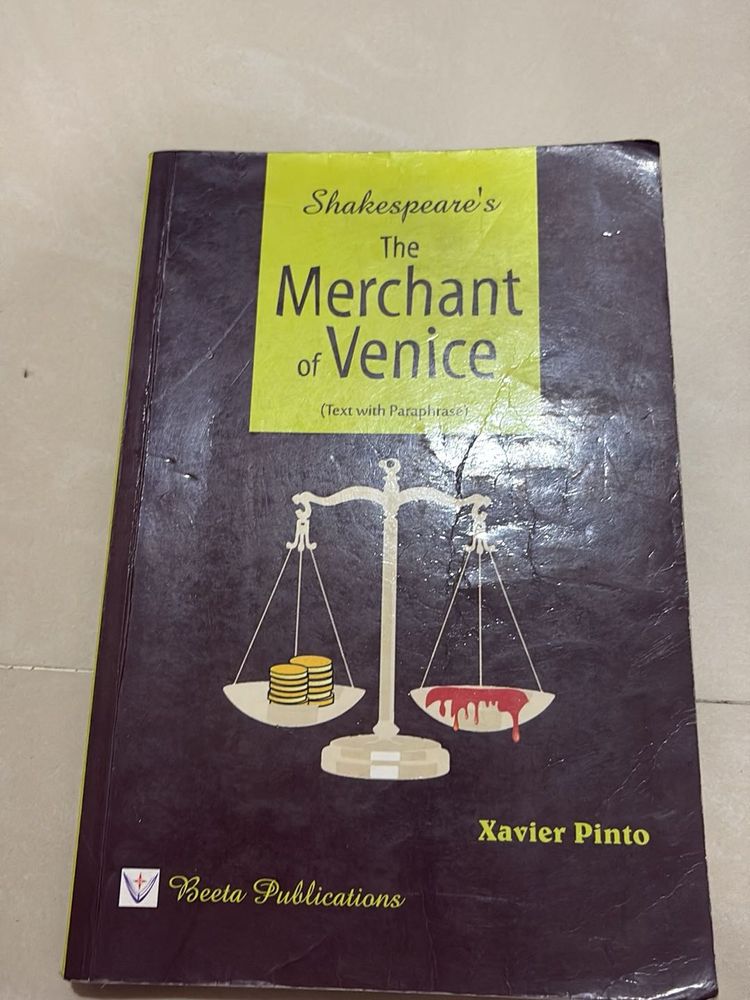 Shakespeare's
The
Merchant
of Venice
(Text with Paraphrase)
Xavier Pinto
Beeta Publications